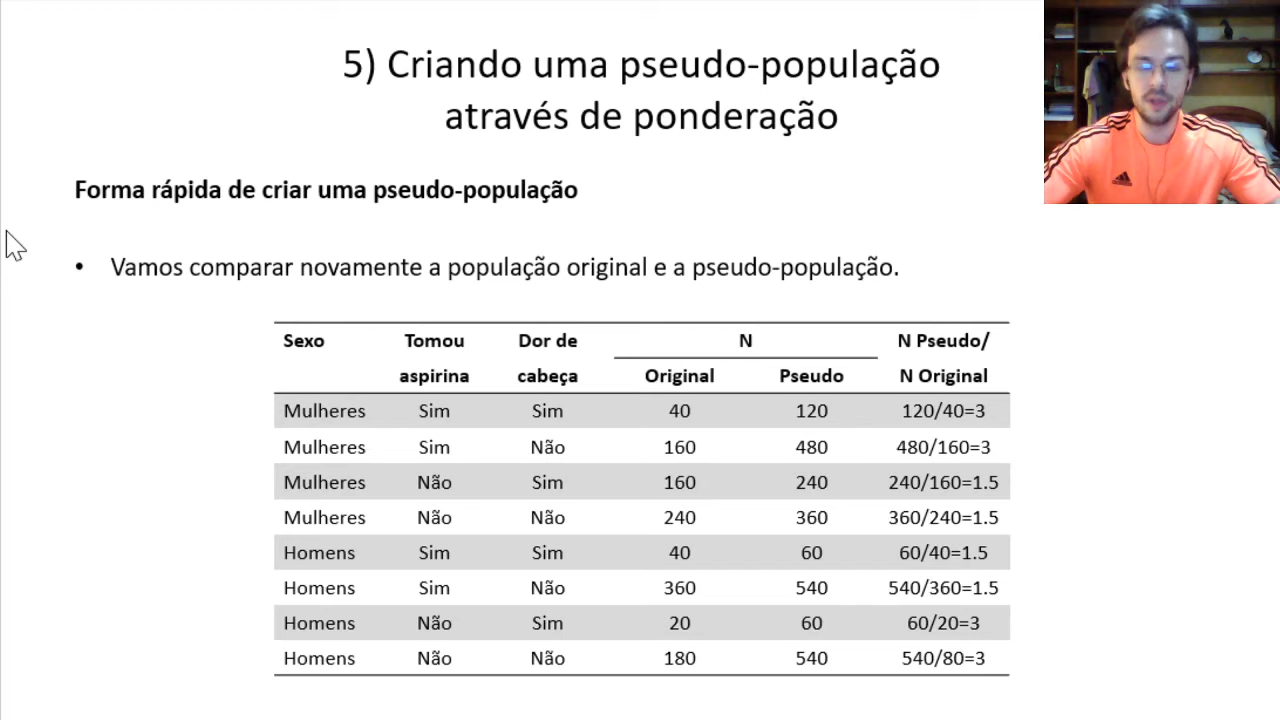 5) Criando uma pseudo-população
através de ponderação
Forma rápida de criar uma pseudo-população
• Vamos comparar novamente a população original e a pseudo-população.
Sexo Tomou Dor de N N Pseudo/
aspirina cabeça Original Pseudo N Original
Mulheres Sim Sim 40 120 120/40=3
Mulheres Sim Não 160 480 480/160=3
Mulheres Não Sim 160 240 240/160=1.5
Mulheres Não Não 240 360 360/240=1.5
Homens Sim Sim 40 60 60/40=1.5
Homens Sim Não 360 540 540/360=1.5
Homens Não Sim 20 60 60/20=3
Homens Não Não 180 540 540/80=3
adidas